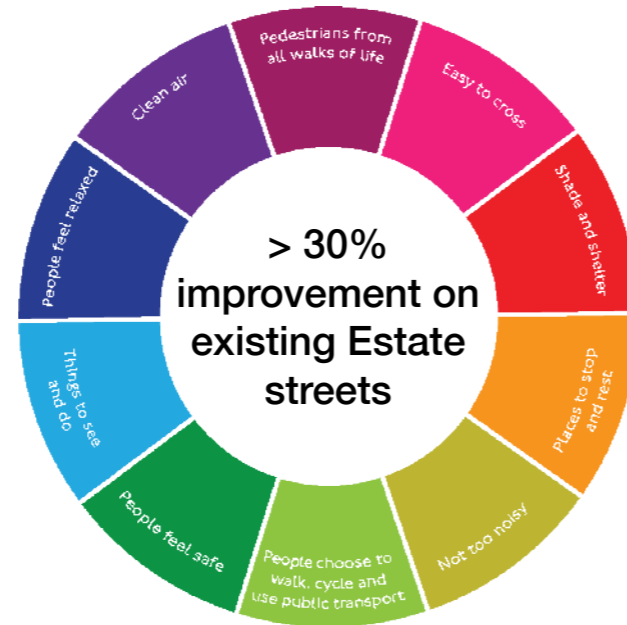 Pedestrians from
all walks of life
Easy to cross
Shade and shelter
Places to stop
and rest
Not too noisy
People choose to
walk, cycle and
use public transport
People feel safe
Things to see
and do
People feel relaxed
Clean air
> 30%
improvement on
existing Estate
streets